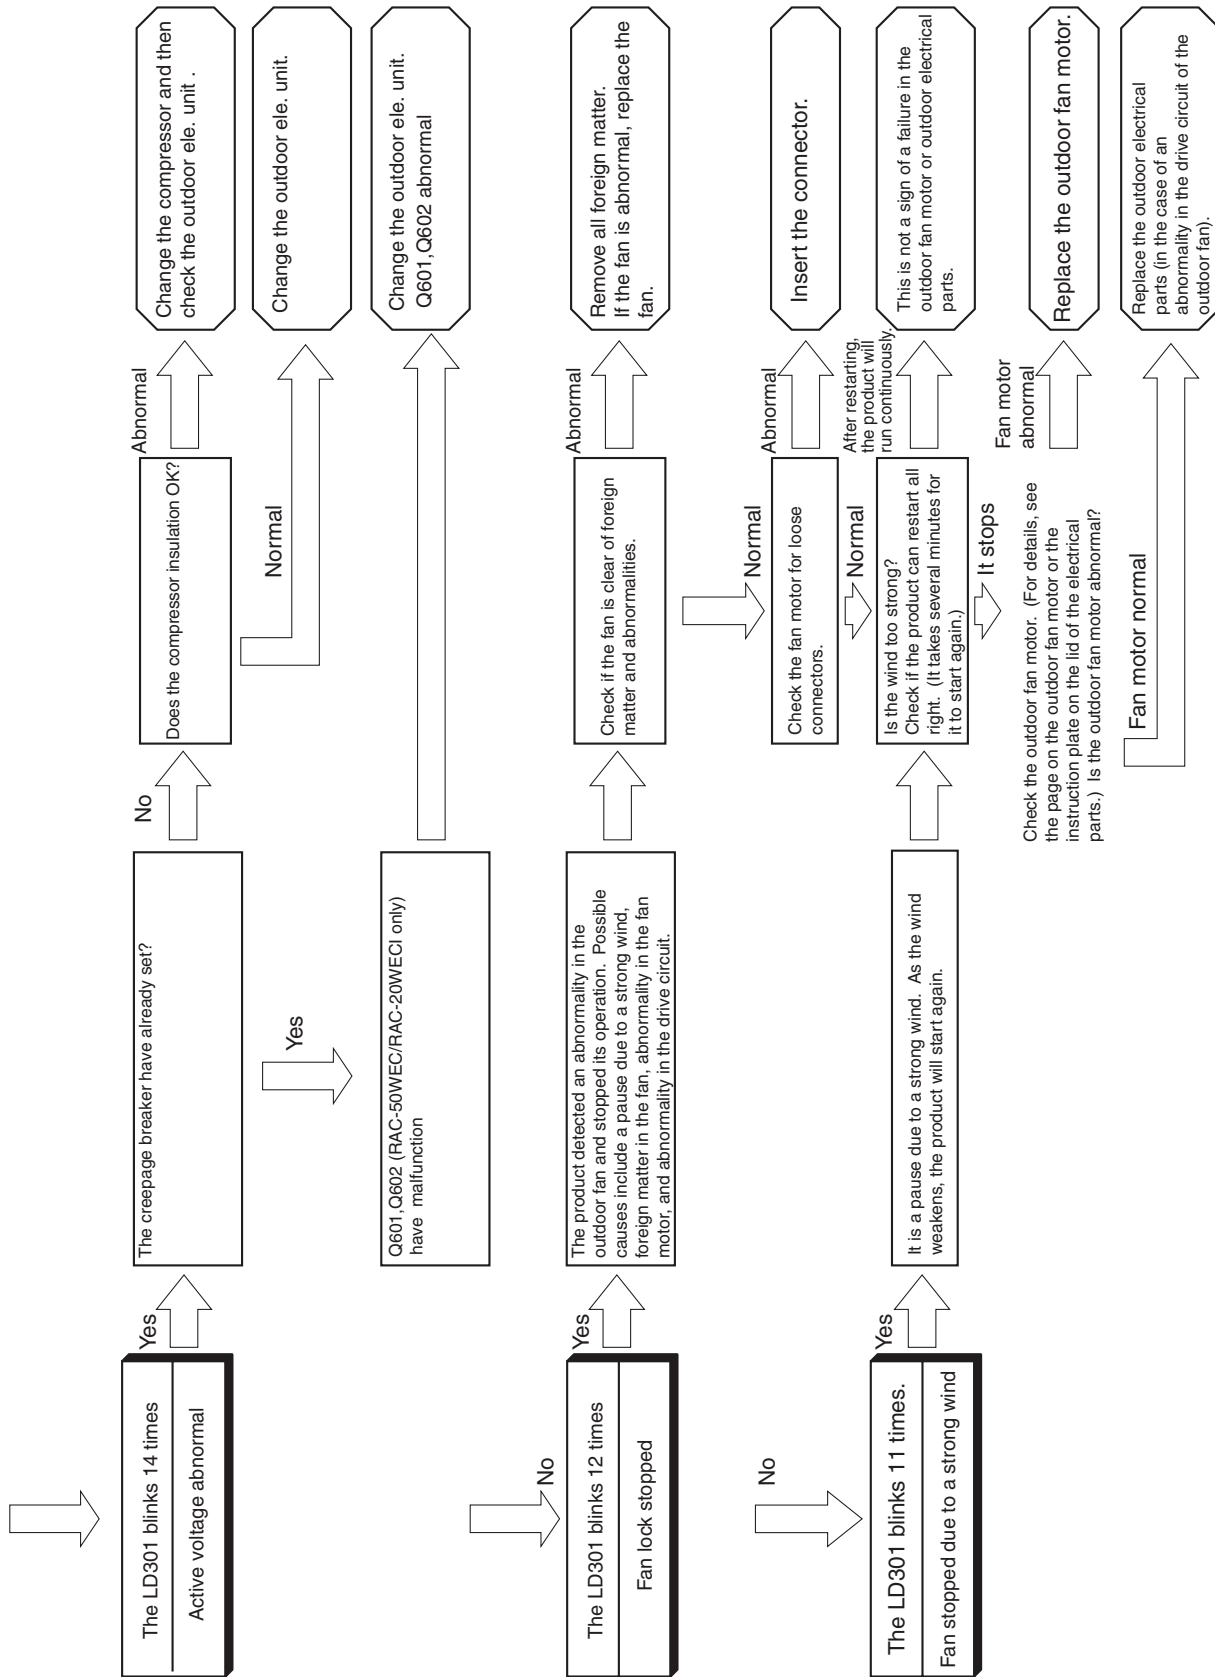 The LD301 blinks 14 times
Active voltage abnormal
Yes
The creepage breaker have already set?
No
Does the compressor insulation OK?
Abnormal
Change the compressor and then
check the outdoor ele. unit .
Normal
Change the outdoor ele. unit.
Yes
Q601,Q602 (RAC-50WEC/RAC-20WECI only)
have malfunction
Change the outdoor ele. unit.
Q601,Q602 abnormal
No
The LD301 blinks 12 times
Fan lock stopped
Yes
The product detected an abnormality in the
outdoor fan and stopped its operation. Possible
causes include a pause due to a strong wind,
foreign matter in the fan, abnormality in the fan
motor, and abnormality in the drive circuit.
Check if the fan is clear of foreign
matter and abnormalities.
Abnormal
Remove all foreign matter.
If the fan is abnormal, replace the
fan.
Normal
Check the fan motor for loose
connectors.
Abnormal
Insert the connector.
Normal
No
The LD301 blinks 11 times.
Fan stopped due to a strong wind
Yes
It is a pause due to a strong wind. As the wind
weakens, the product will start again.
Is the wind too strong?
Check if the product can restart all
right. (It takes several minutes for
it to start again.)
After restarting,
the product will
run continuously.
This is not a sign of a failure in the
outdoor fan motor or outdoor electrical
parts.
It stops
Check the outdoor fan motor. (For details, see
the page on the outdoor fan motor or the
instruction plate on the lid of the electrical
parts.) Is the outdoor fan motor abnormal?
Fan motor
abnormal
Replace the outdoor fan motor.
Fan motor normal
Replace the outdoor electrical
parts (in the case of an
abnormality in the drive circuit of the
outdoor fan).